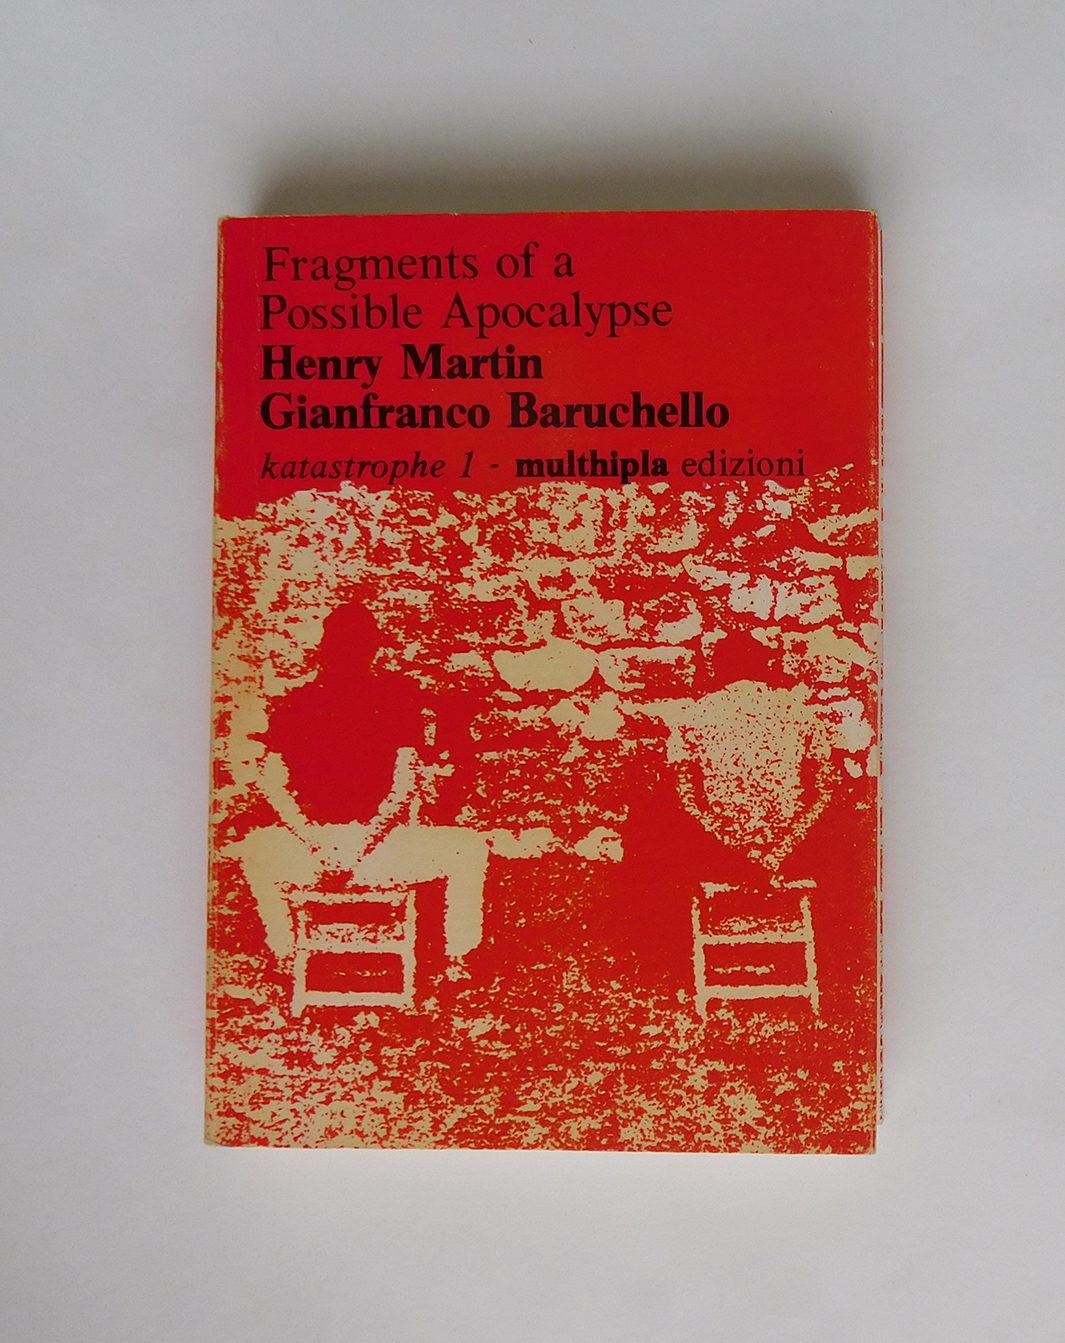 Fragments of a
Possible Apocalypse
Henry Martin
Gianfranco Baruchello
katastrophe 1 - multhipla edizioni